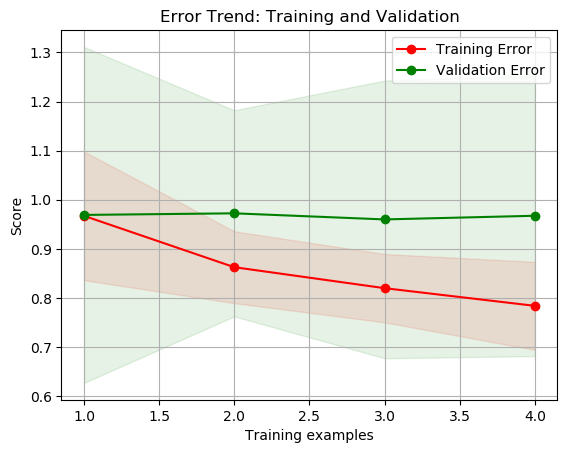 Error Trend: Training and Validation
Training Error
Validation Error
Score
1.3
1.2
1.1
1.0
0.9
0.8
0.7
0.6
1.0 1.5 2.0 2.5 3.0 3.5 4.0
Training examples